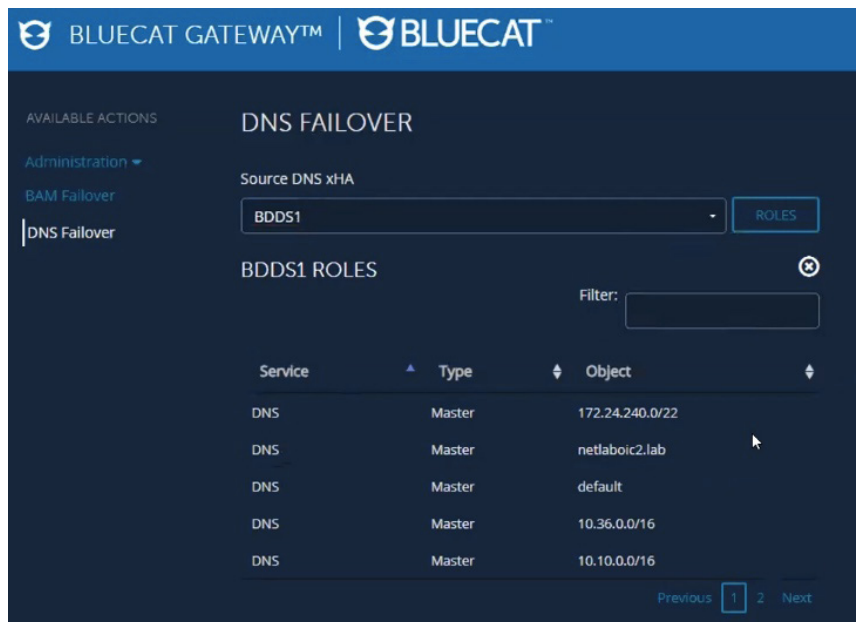 BLUECAT GATEWAY™ | BLUECAT™
AVAILABLE ACTIONS
Administration
BAM Failover
DNS Failover
DNS FAILOVER
Source DNS xHA
BDDS1
ROLES
BDDS1 ROLES
Filter:
Service Type Object
DNS Master 172.24.240.0/22
DNS Master netlaboic2.lab
DNS Master default
DNS Master 10.36.0.0/16
DNS Master 10.10.0.0/16
Previous 1 2 Next